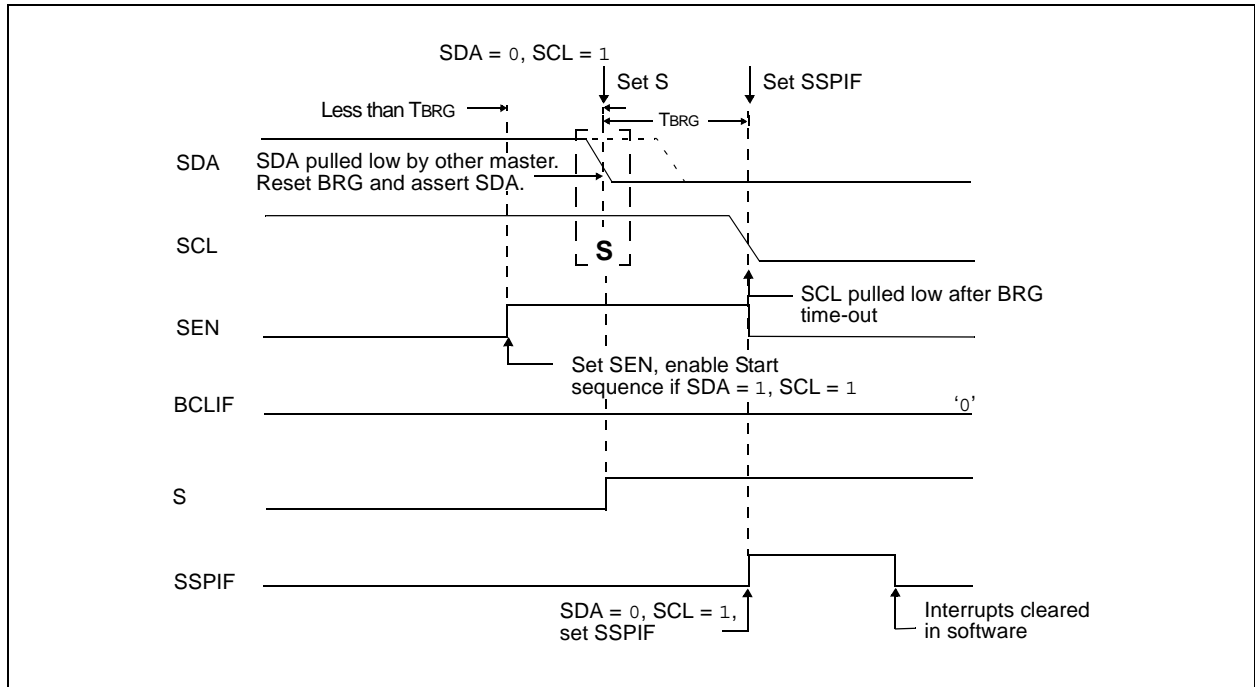 SDA = 0, SCL = 1
Set S
Set SSPIF
Less than TBRG
TBRG
SDA
SDA pulled low by other master.
Reset BRG and assert SDA.
SCL
S
SCL pulled low after BRG
time-out
SEN
Set SEN, enable Start
sequence if SDA = 1, SCL = 1
BCLIF
‘0’
S
SSPIF
SDA = 0, SCL = 1,
set SSPIF
Interrupts cleared
in software